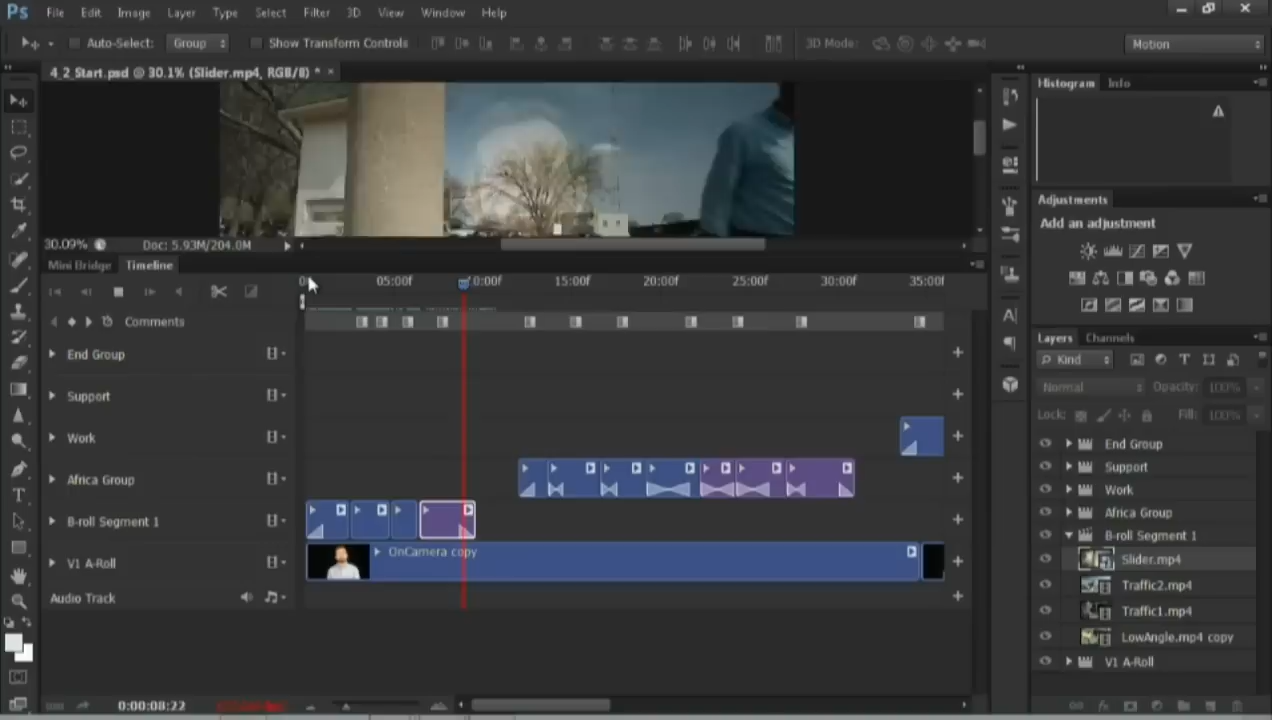 Ps File Edit Image Layer Type Select Filter 3D View Window Help
Auto-Select: Group Show Transform Controls 3D Mode: Motion
4_2_Start.psd @ 30.1% (Slider.mp4, RGB/8) * ×
Histogram Info
Adjustments
Add an adjustment
30.09% Doc: 5.93M/204.0M
Mini Bridge Timeline
05:00f 0:00f 15:00f 20:00f 25:00f 30:00f 35:00f
Comments
End Group
Support
Work
Africa Group
B-roll Segment 1
V1 A-Roll
OnCamera copy
Audio Track
0:00:08:22
Layers Channels
Kind
Normal Opacity: 100%
Lock: Fill: 100%
End Group
Support
Work
Africa Group
B-roll Segment 1
Slider.mp4
Traffic2.mp4
Traffic1.mp4
LowAngle.mp4 copy
V1 A-Roll